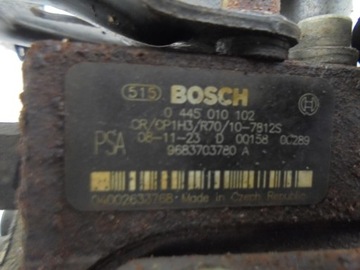 515 BOSCH
0 445 010 102
CR/CP1H3/R70/10-7912S
PSA 08-11-23 D 00158 0C289
9683703780 A
Made in Czech Republic